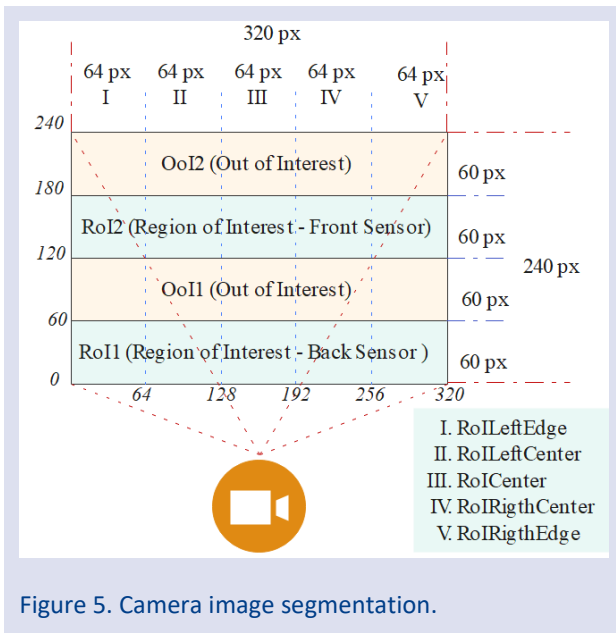 320 px
64 px 64 px 64 px 64 px 64 px
I II III IV V
240
OoI2 (Out of Interest)
60 px
180
RoI2 (Region of Interest - Front Sensor)
60 px
120
240 px
OoI1 (Out of Interest)
60 px
60
RoI1 (Region of Interest - Back Sensor )
60 px
0
64 128 192 256 320
I. RoILeftEdge
II. RoILeftCenter
III. RoICenter
IV. RoIRigthCenter
V. RoIRigthEdge
Figure 5. Camera image segmentation.